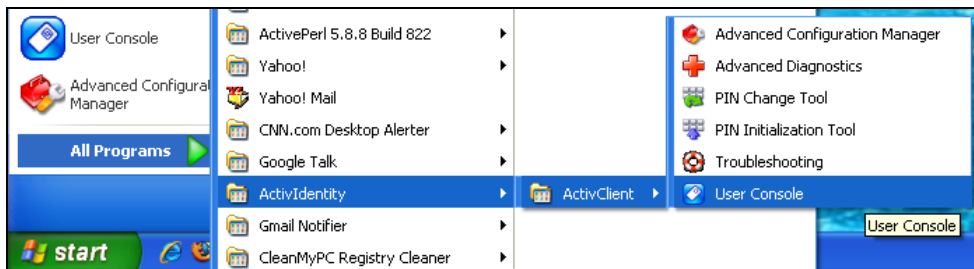 User Console
Advanced Configurat
Manager
All Programs
start
ActivePerl 5.8.8 Build 822
Yahoo!
Yahoo! Mail
CNN.com Desktop Alerter
Google Talk
ActivIdentity
Gmail Notifier
CleanMyPC Registry Cleaner
ActivClient
Advanced Configuration Manager
Advanced Diagnostics
PIN Change Tool
PIN Initialization Tool
Troubleshooting
User Console
User Console